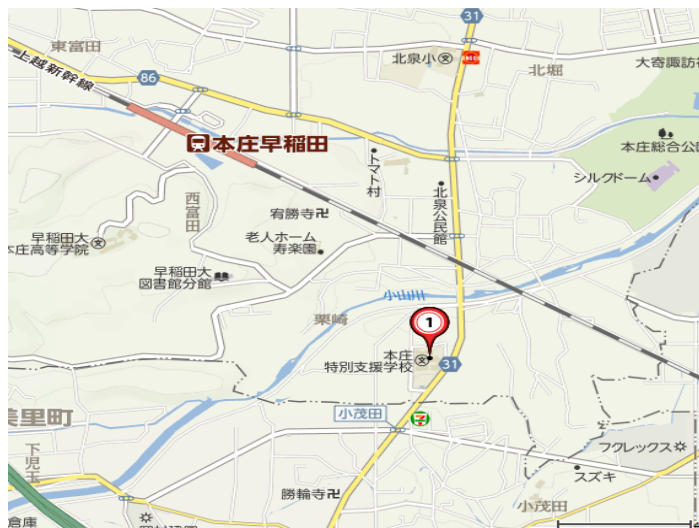 31
東富田
北泉小
北堀
大寄諏訪神
上越新幹線
86
本庄早稲田
本庄総合公
シルクドーム
トマト村
北泉公民館
西富田
宥勝寺
早稲田大
本庄高等学院
老人ホーム
寿楽園
早稲田大
図書館分館
小山川
栗崎
1
本庄
特別支援学校
31
小茂田
美里町
フクレックス
下児玉
スズキ
勝輪寺
小茂田
倉庫